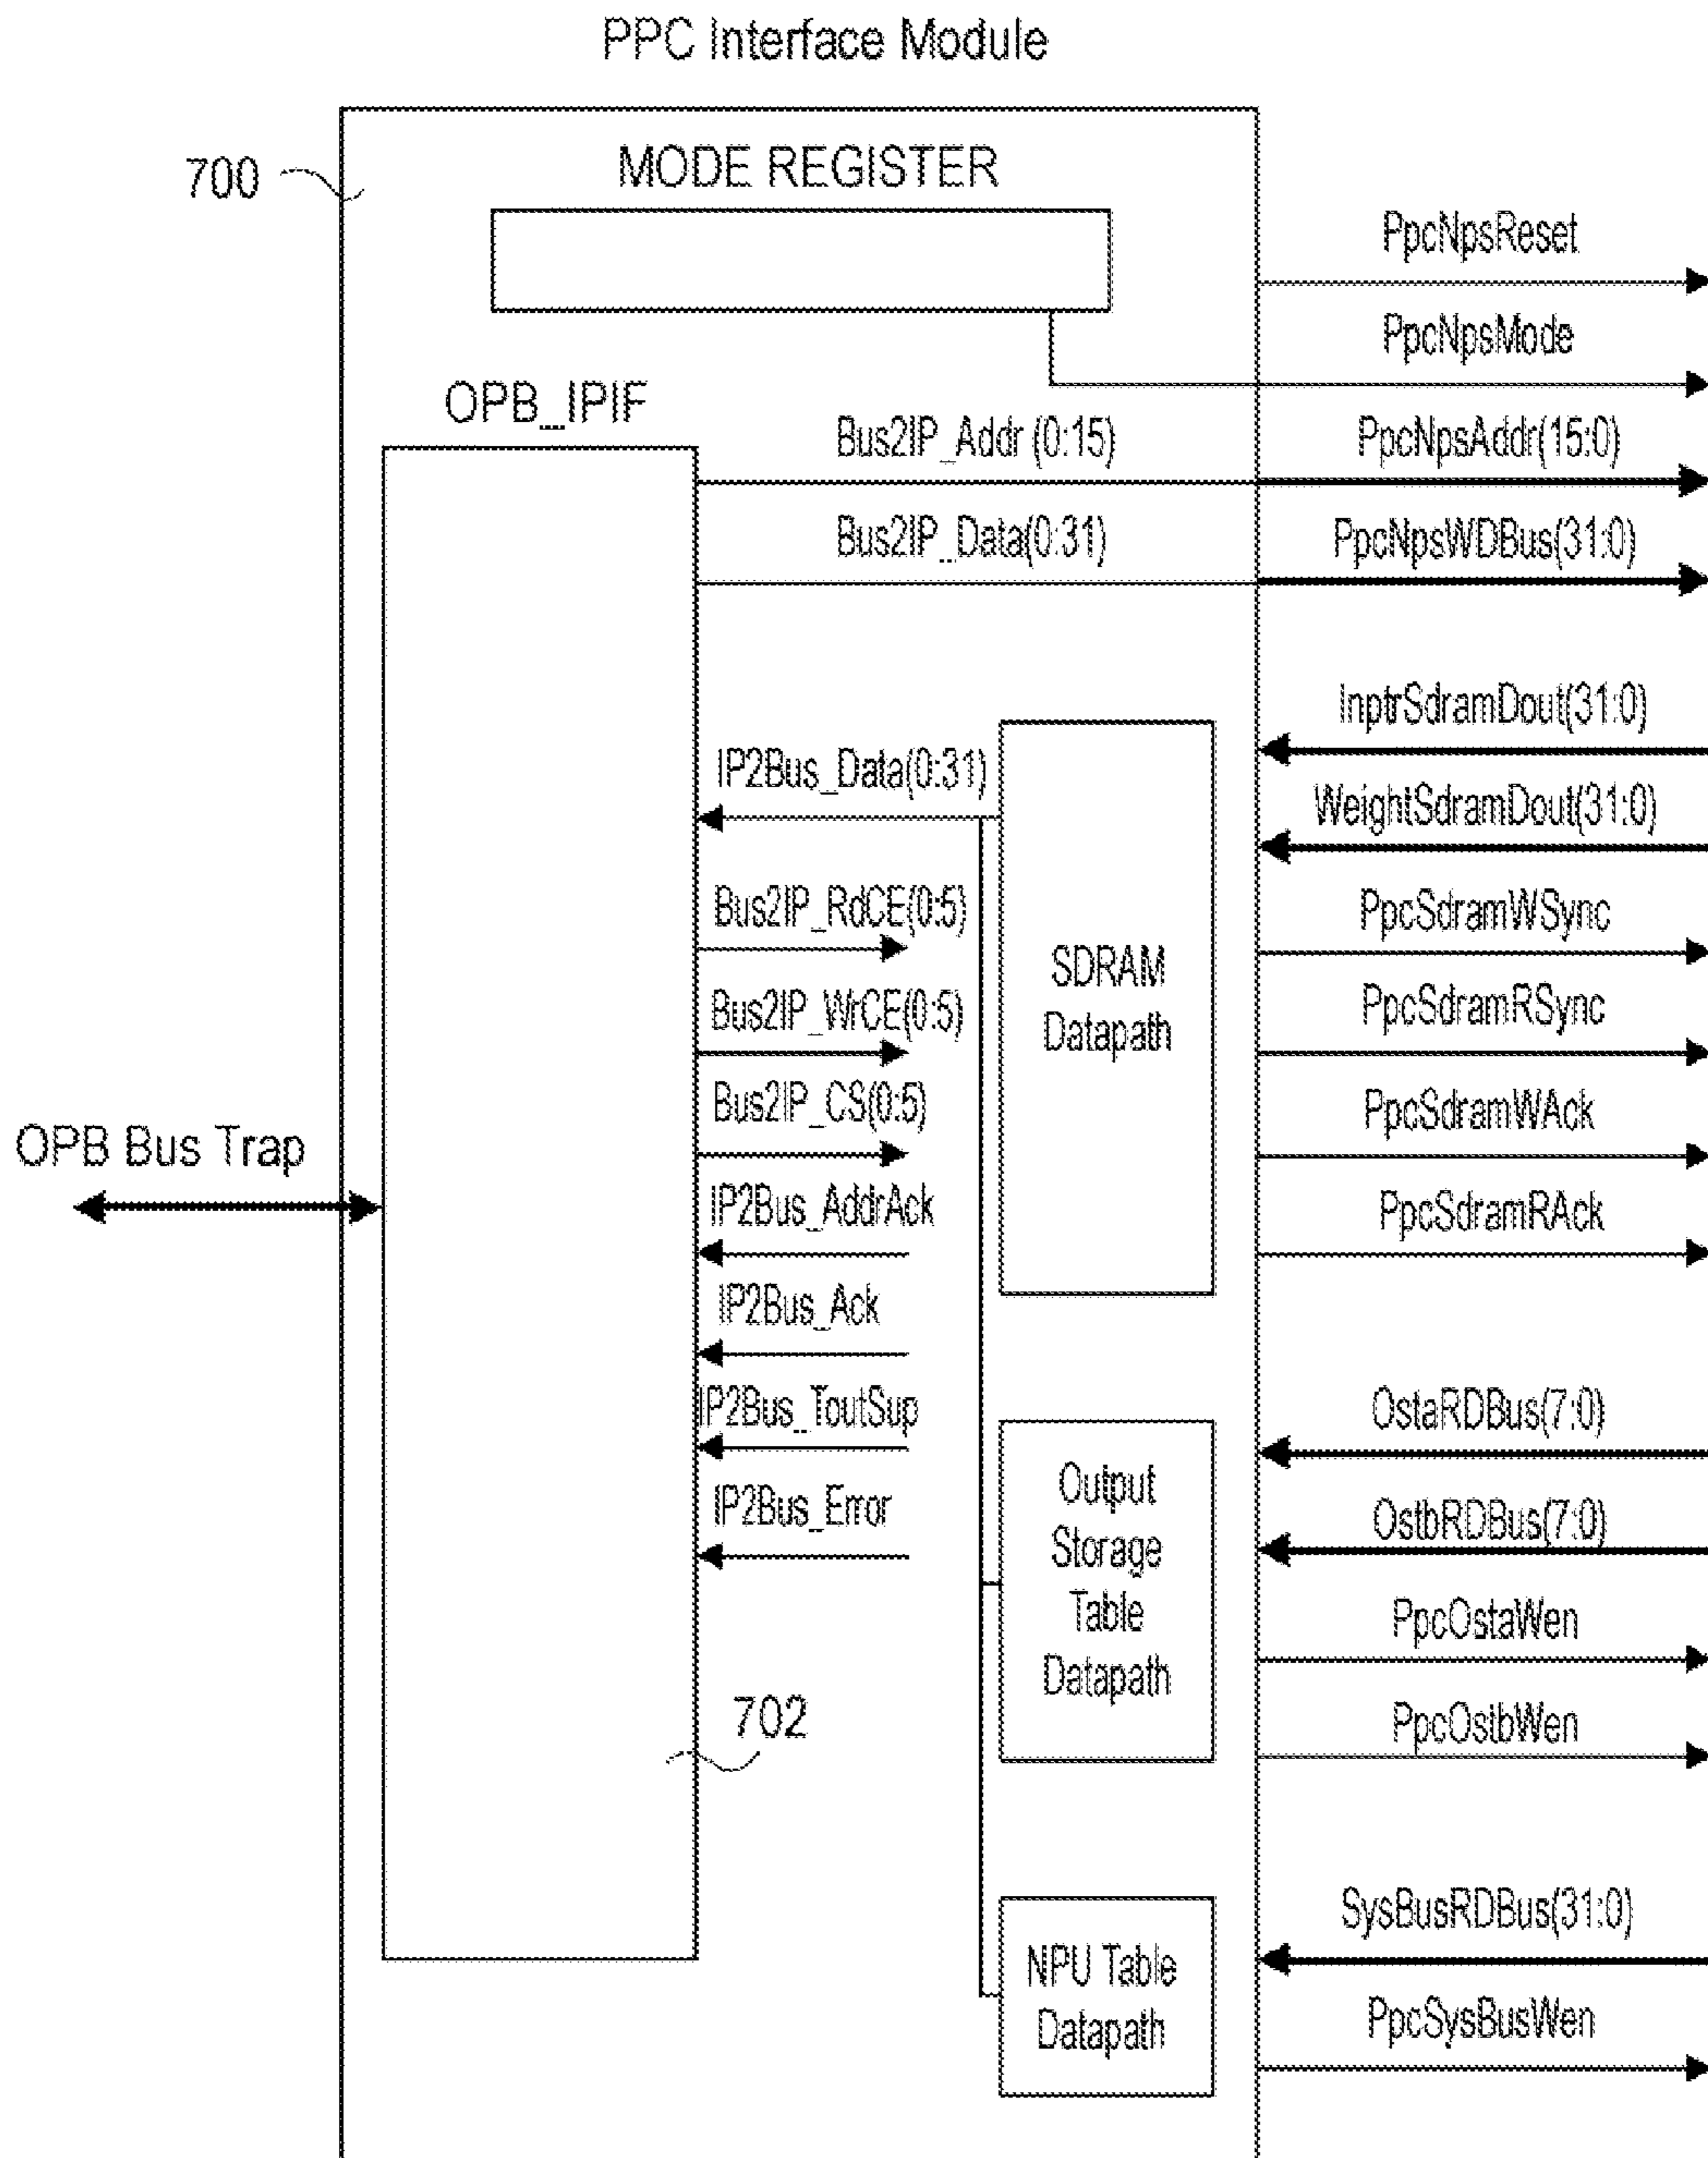 PPC Interface Module
700
MODE REGISTER
PpcNpsReset
PpcNpsMode
OPB_IPIF
Bus2IP_Addr (0:15)
PpcNpsAddr(15:0)
Bus2IP_Data(0:31)
PpcNpsWDBus(31:0)
InptrSdramDout(31:0)
IP2Bus_Data(0:31)
WeightSdramDout(31:0)
Bus2IP_RdCE(0:5)
PpcSdramWSync
SDRAM
Datapath
Bus2IP_WrCE(0:5)
PpcSdramRSync
Bus2IP_CS(0:5)
PpcSdramWAck
OPB Bus Trap
IP2Bus_AddrAck
PpcSdramRAck
IP2Bus_Ack
IP2Bus_ToutSup
OstaRDBus(7:0)
Output
Storage
Table
Datapath
IP2Bus_Error
OstbRDBus(7:0)
PpcOstaWen
702
PpcOstbWen
SysBusRDBus(31:0)
NPU Table
Datapath
PpcSysBusWen